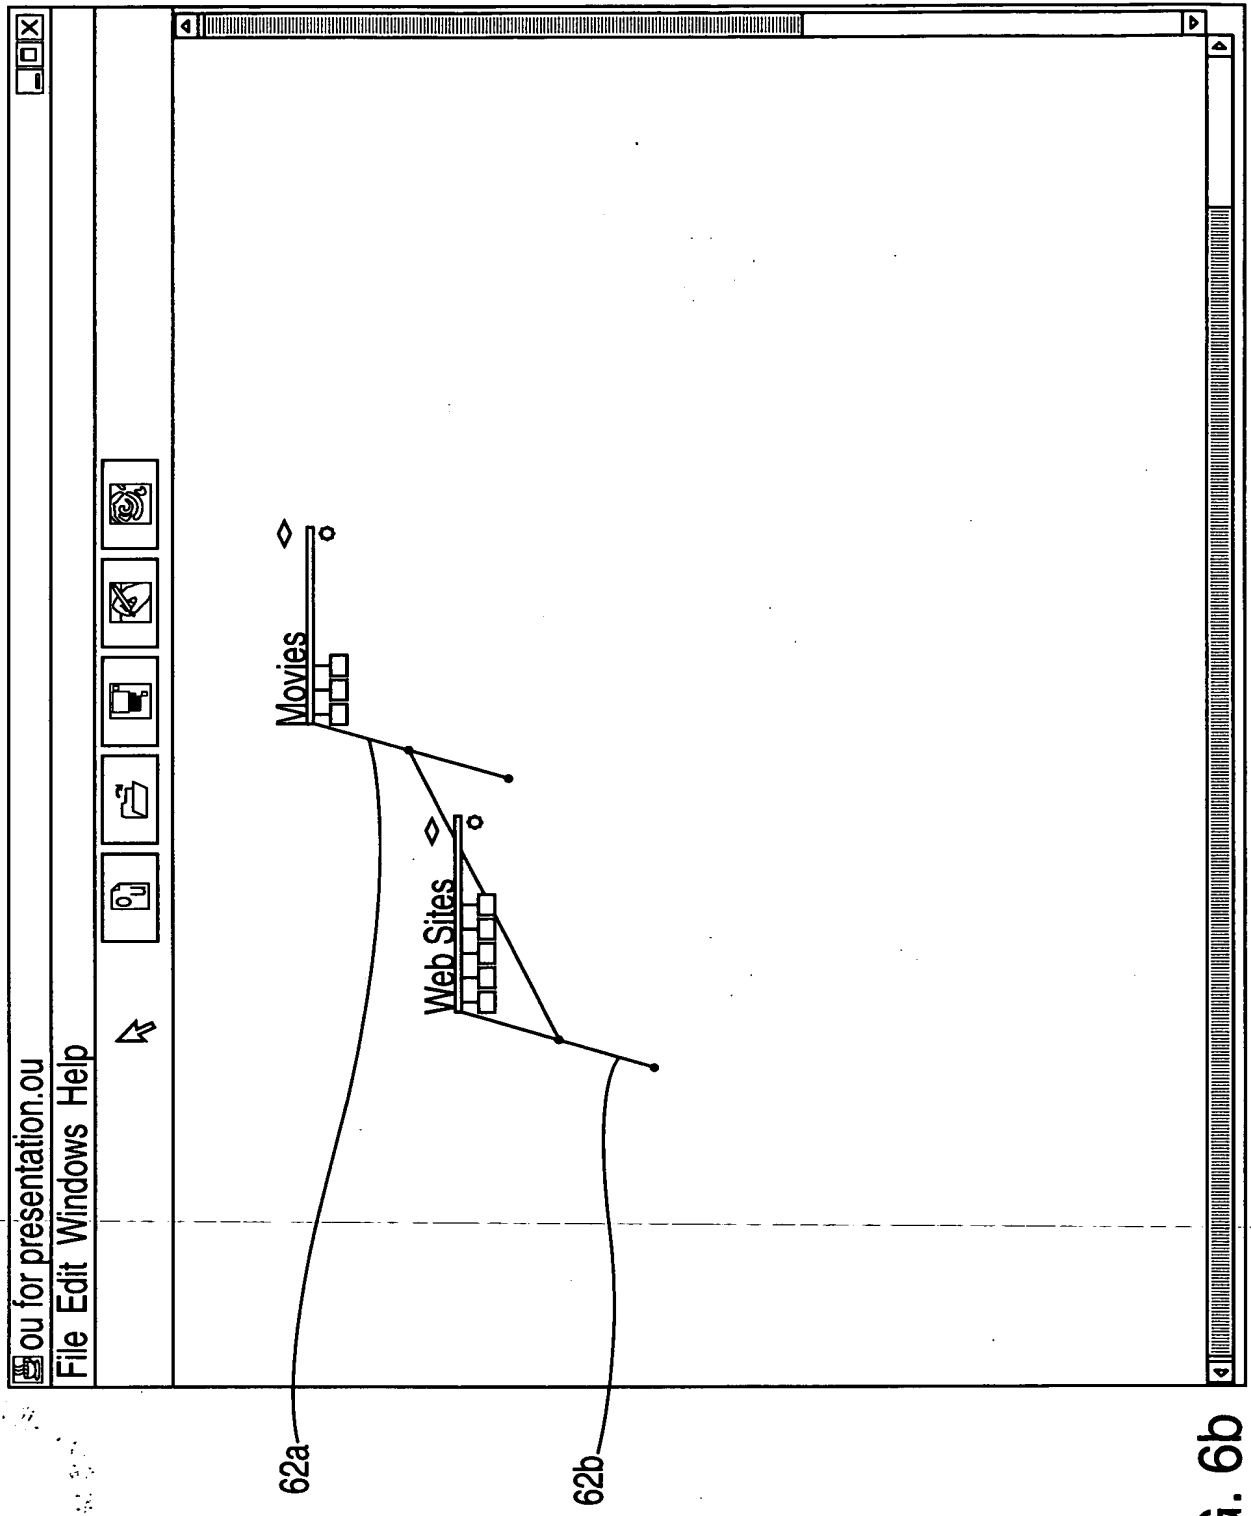 ou for presentation.ou
File Edit Windows Help
Movies
Web Sites
62a
62b
6b